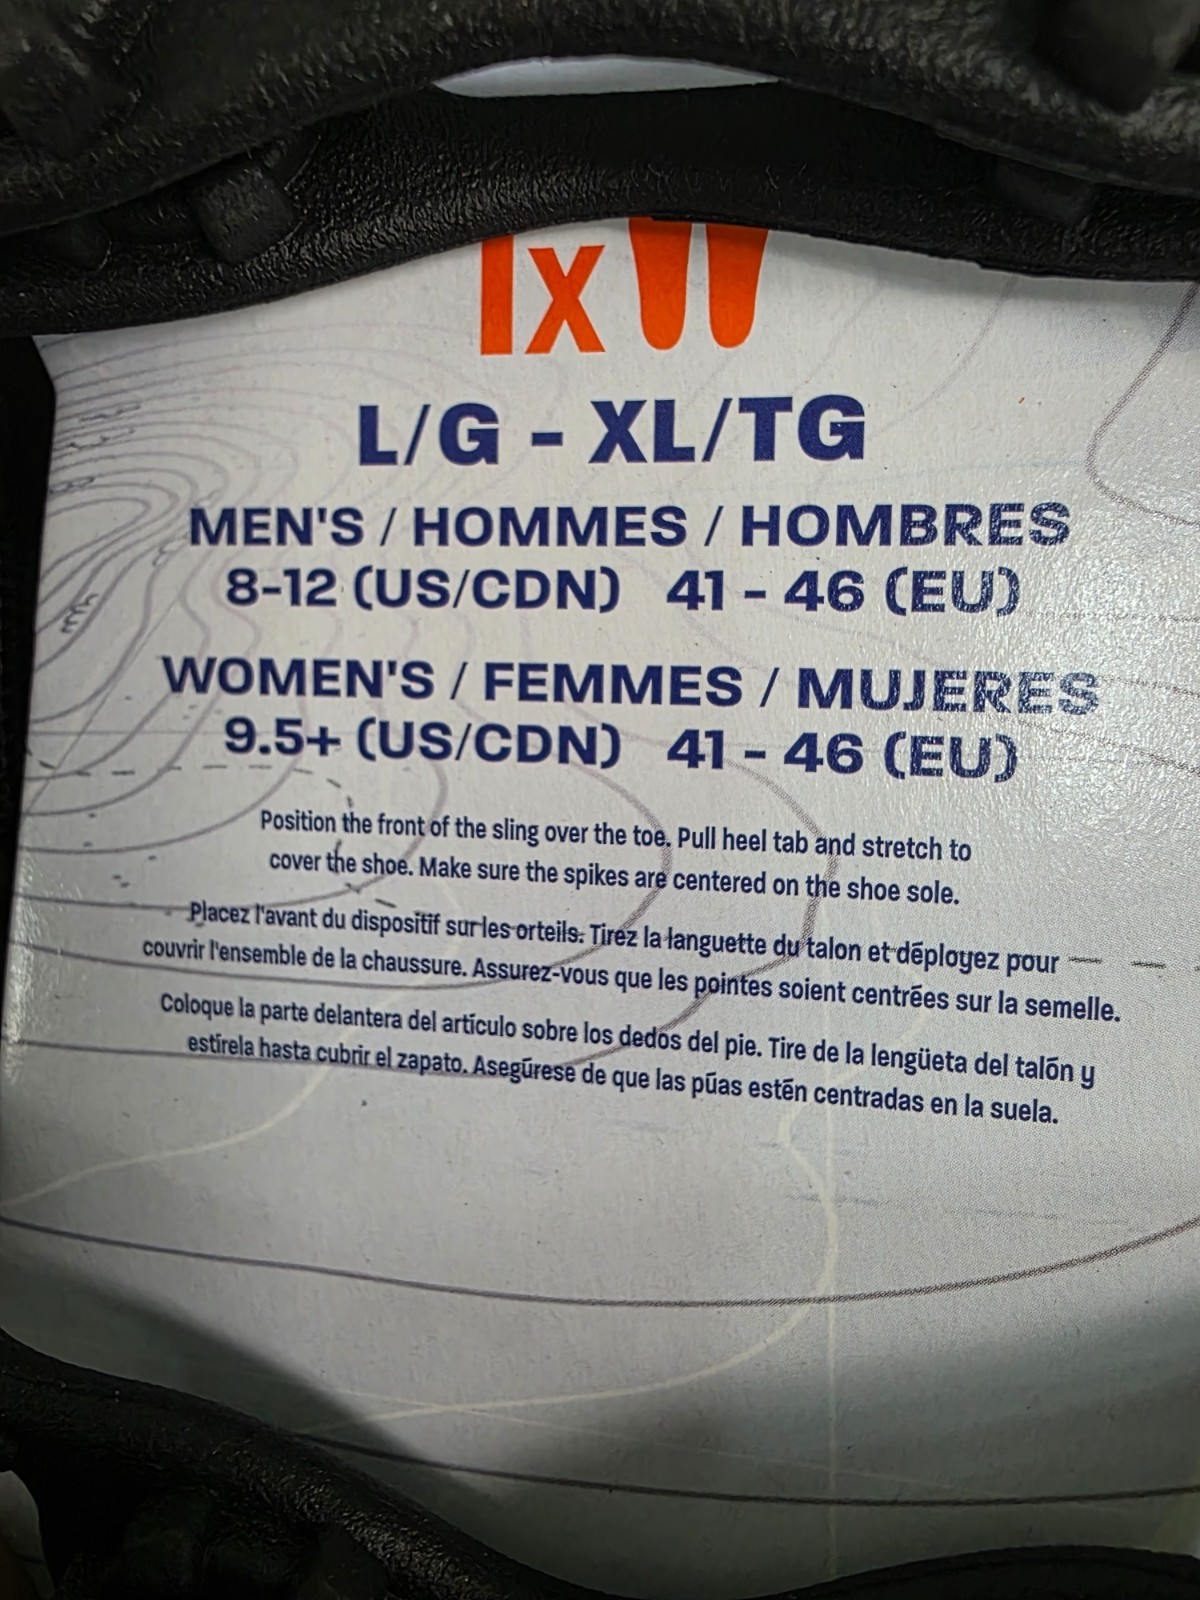 1x
L/G - XL/TG
MEN'S / HOMMES / HOMBRES
8-12 (US/CDN) 41 - 46 (EU)
WOMEN'S / FEMMES / MUJERES
9.5+ (US/CDN) 41 - 46 (EU)
Position the front of the sling over the toe. Pull heel tab and stretch to
cover the shoe. Make sure the spikes are centered on the shoe sole.
Placez l'avant du dispositif sur les orteils. Tirez la languette du talon et déployez pour
couvrir l'ensemble de la chaussure. Assurez-vous que les pointes soient centrées sur la semelle.
Coloque la parte delantera del artículo sobre los dedos del pie. Tire de la lengüeta del talón y
estírela hasta cubrir el zapato. Asegúrese de que las púas estén centradas en la suela.